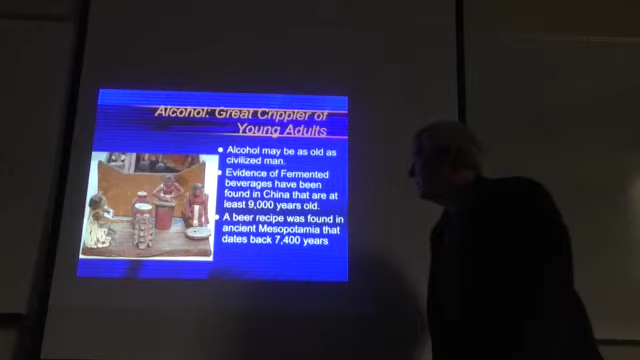 Alcohol: Great Crippler of
Young Adults
Alcohol may be as old as
civilized man.
Evidence of Fermented
beverages have been
found in China that are at
least 9,000 years old.
A beer recipe was found in
ancient Mesopotamia that
dates back 7,400 years